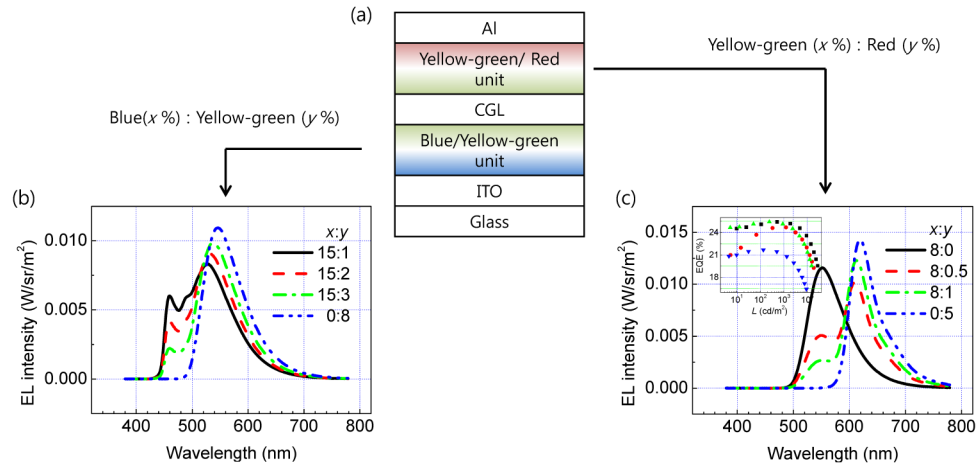 (a)
Al
Yellow-green/ Red
unit
CGL
Blue/Yellow-green
unit
ITO
Glass
Yellow-green (x %) : Red (y %)
Blue(x %) : Yellow-green (y %)
(b)
EL intensity (W/sr/m²)
0.010
0.005
0.000
x:y
15:1
15:2
15:3
0:8
400 500 600 700 800
Wavelength (nm)
(c)
EL intensity (W/sr/m²)
0.015
0.010
0.005
0.000
EQE (%)
24
21
18
10¹ 10² 10³ 10⁴
L (cd/m²)
x:y
8:0
8:0.5
8:1
0:5
400 500 600 700 800
Wavelength (nm)